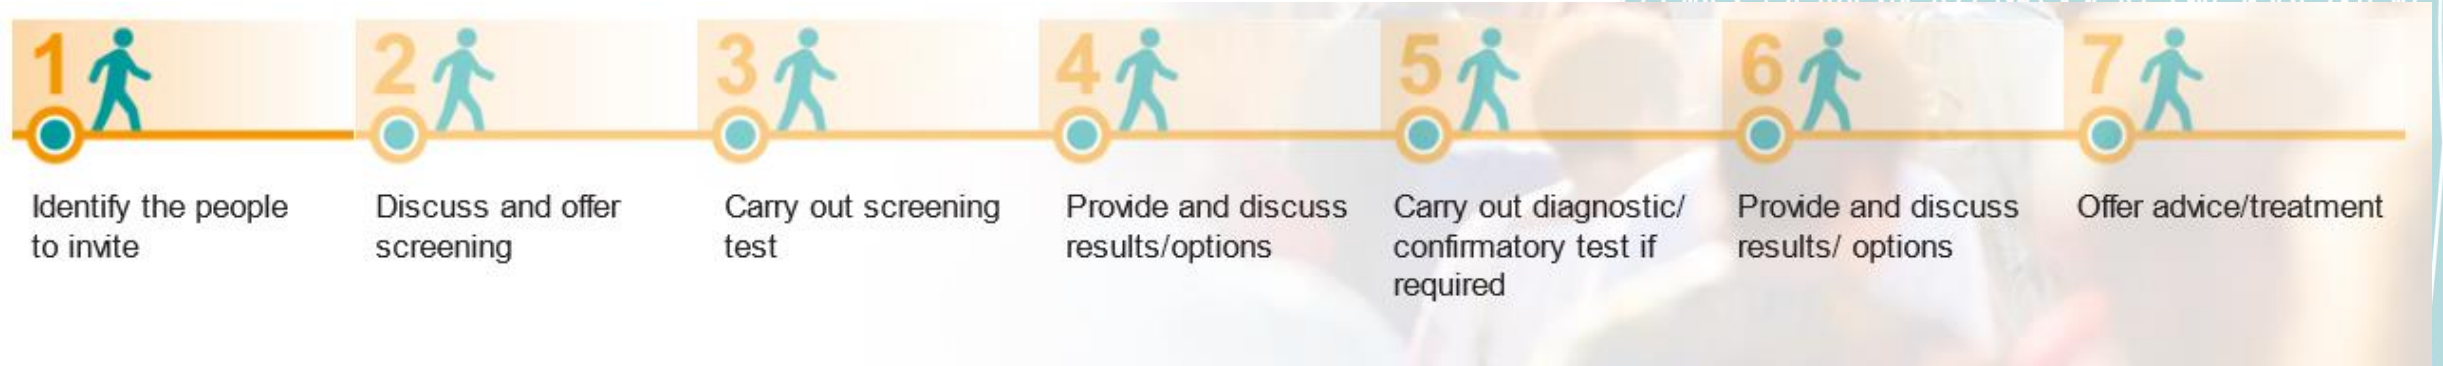 1
Identify the people
to invite
2
Discuss and offer
screening
3
Carry out screening
test
4
Provide and discuss
results/options
5
Carry out diagnostic/
confirmatory test if
required
6
Provide and discuss
results/ options
7
Offer advice/treatment